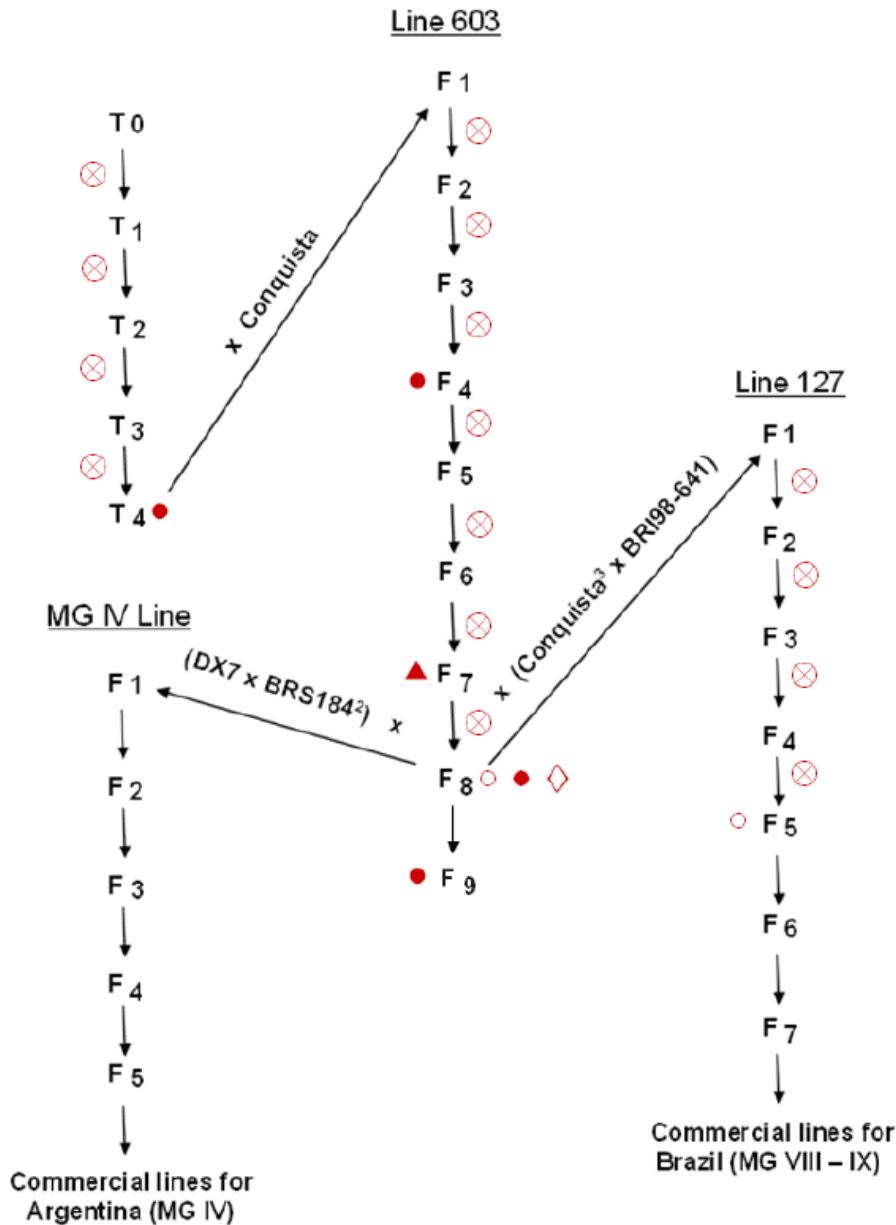 Line 603
F 1
F 2
F 3
F 4
F 5
F 6
F 7
F 8
F 9
T 0
T 1
T 2
T 3
T 4
x Conquista
MG IV Line
(DX7 x BRS184²) x
F 1
F 2
F 3
F 4
F 5
Commercial lines for
Argentina (MG IV)
x (Conquista³ x BRI98-641)
Line 127
F 1
F 2
F 3
F 4
F 5
F 6
F 7
Commercial lines for
Brazil (MG VIII – IX)